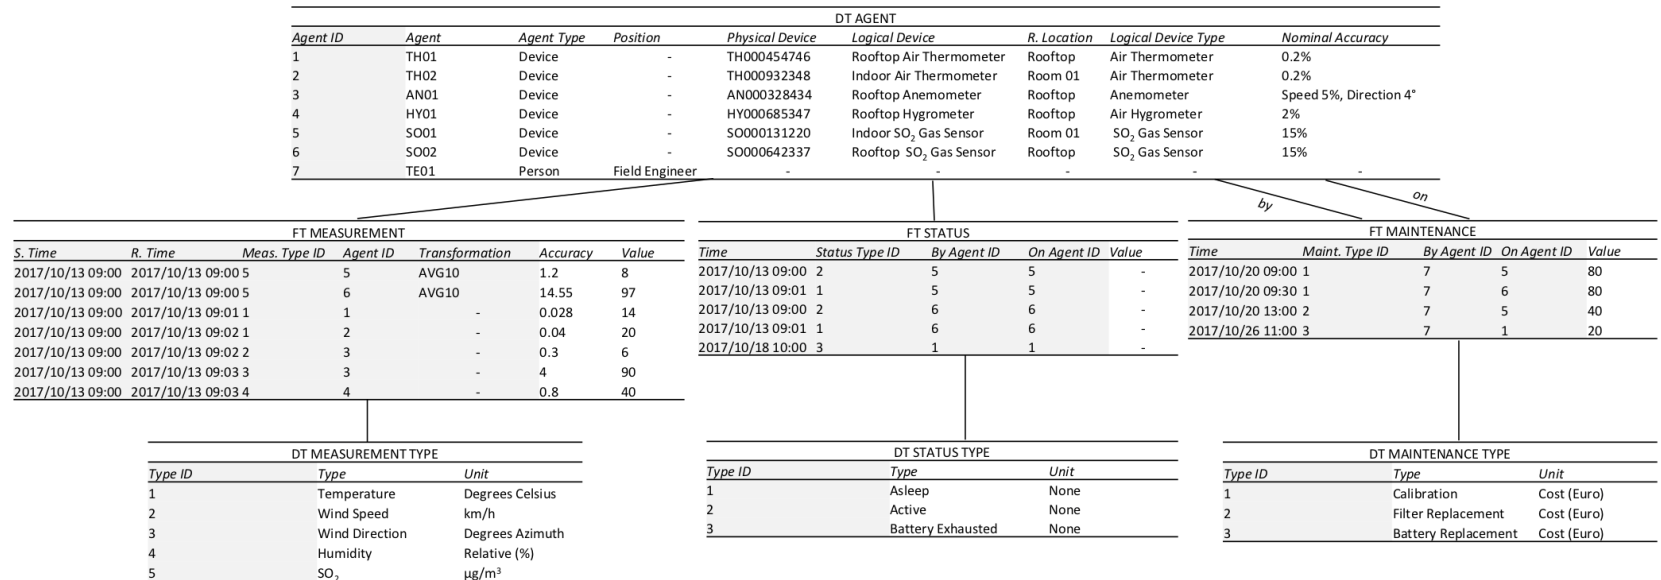 DT AGENT
Agent ID Agent Agent Type Position Physical Device Logical Device R. Location Logical Device Type Nominal Accuracy
1 TH01 Device - TH000454746 Rooftop Air Thermometer Rooftop Air Thermometer 0.2%
2 TH02 Device - TH000932348 Indoor Air Thermometer Room 01 Air Thermometer 0.2%
3 AN01 Device - AN000328434 Rooftop Anemometer Rooftop Anemometer Speed 5%, Direction 4°
4 HY01 Device - HY000685347 Rooftop Hygrometer Rooftop Air Hygrometer 2%
5 SO01 Device - SO000131220 Indoor SO₂ Gas Sensor Room 01 SO₂ Gas Sensor 15%
6 SO02 Device - SO000642337 Rooftop SO₂ Gas Sensor Rooftop SO₂ Gas Sensor 15%
7 TE01 Person Field Engineer - - - - -
by
on
FT MEASUREMENT
S. Time R. Time Meas. Type ID Agent ID Transformation Accuracy Value
2017/10/13 09:00 2017/10/13 09:00 5 5 AVG10 1.2 8
2017/10/13 09:00 2017/10/13 09:00 5 6 AVG10 14.55 97
2017/10/13 09:00 2017/10/13 09:01 1 1 - 0.028 14
2017/10/13 09:00 2017/10/13 09:02 1 2 - 0.04 20
2017/10/13 09:00 2017/10/13 09:02 2 3 - 0.3 6
2017/10/13 09:00 2017/10/13 09:03 3 3 - 4 90
2017/10/13 09:00 2017/10/13 09:03 4 4 - 0.8 40
FT STATUS
Time Status Type ID By Agent ID On Agent ID Value
2017/10/13 09:00 2 5 5 -
2017/10/13 09:01 1 5 5 -
2017/10/13 09:00 2 6 6 -
2017/10/13 09:01 1 6 6 -
2017/10/18 10:00 3 1 1 -
FT MAINTENANCE
Time Maint. Type ID By Agent ID On Agent ID Value
2017/10/20 09:00 1 7 5 80
2017/10/20 09:30 1 7 6 80
2017/10/20 13:00 2 7 5 40
2017/10/26 11:00 3 7 1 20
DT MEASUREMENT TYPE
Type ID Type Unit
1 Temperature Degrees Celsius
2 Wind Speed km/h
3 Wind Direction Degrees Azimuth
4 Humidity Relative (%)
5 SO₂ µg/m³
DT STATUS TYPE
Type ID Type Unit
1 Asleep None
2 Active None
3 Battery Exhausted None
DT MAINTENANCE TYPE
Type ID Type Unit
1 Calibration Cost (Euro)
2 Filter Replacement Cost (Euro)
3 Battery Replacement Cost (Euro)